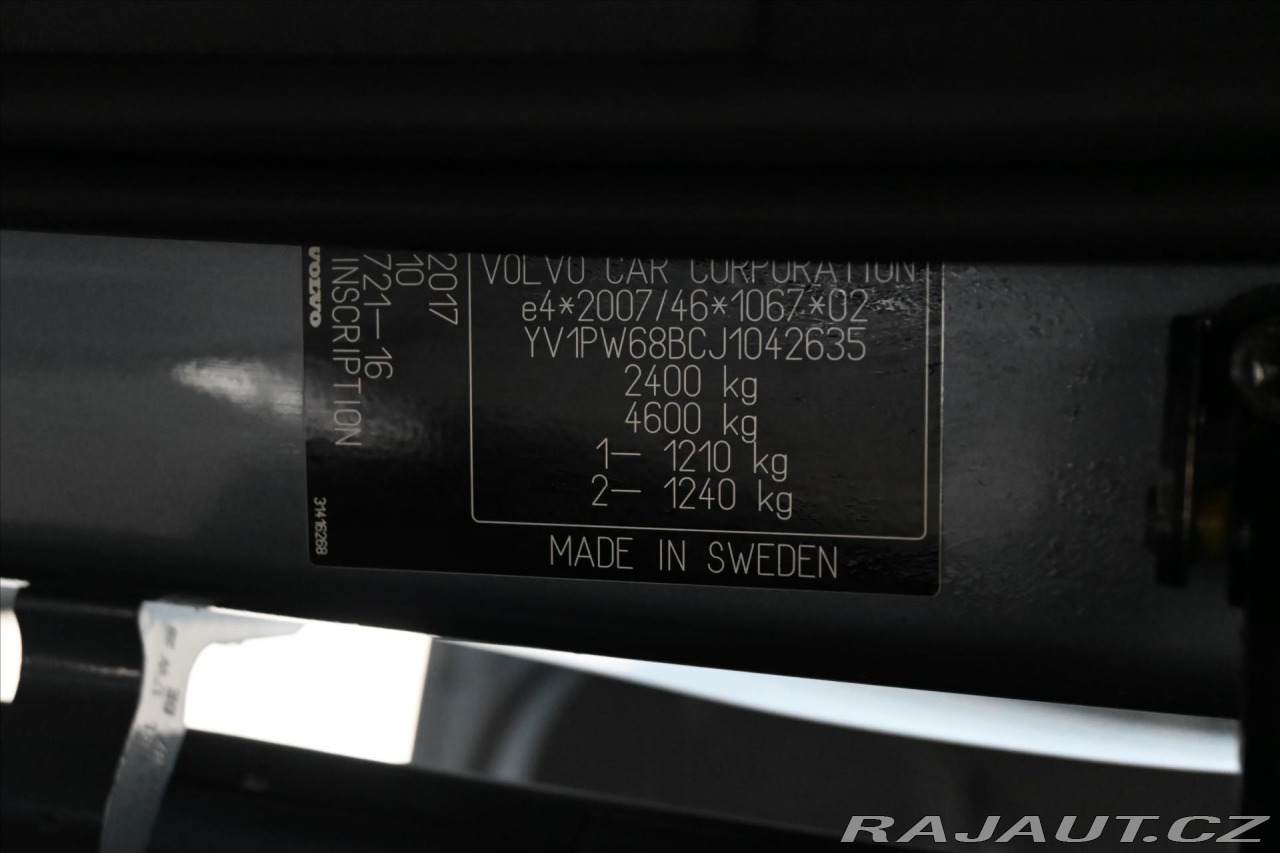 VOLVO
INSCRIPTION
721-16
10
2017
31416268
VOLVO CAR CORPORATION
e4*2007/46*1067*02
YV1PW68BCJ1042635
2400 kg
4600 kg
1— 1210 kg
2— 1240 kg
MADE IN SWEDEN
RAJAUT.CZ